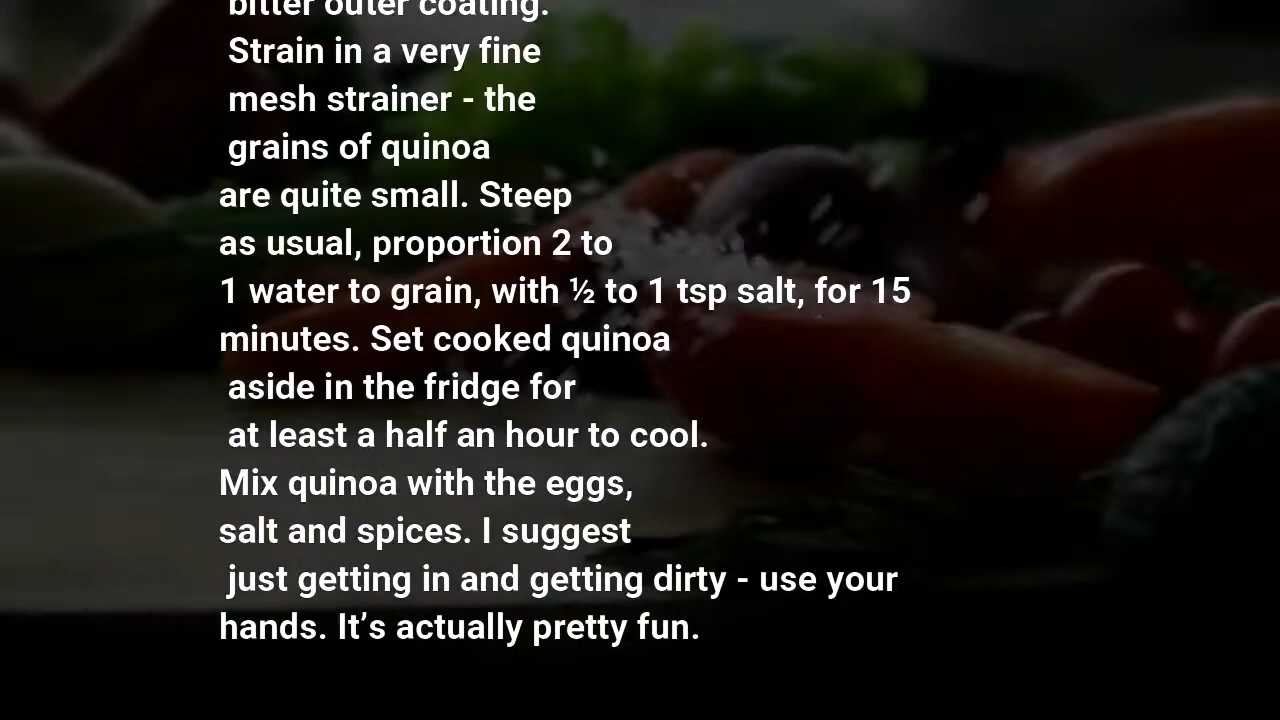 bitter outer coating.
Strain in a very fine
mesh strainer - the
grains of quinoa
are quite small. Steep
as usual, proportion 2 to
1 water to grain, with ½ to 1 tsp salt, for 15
minutes. Set cooked quinoa
aside in the fridge for
at least a half an hour to cool.
Mix quinoa with the eggs,
salt and spices. I suggest
just getting in and getting dirty - use your
hands. It’s actually pretty fun.